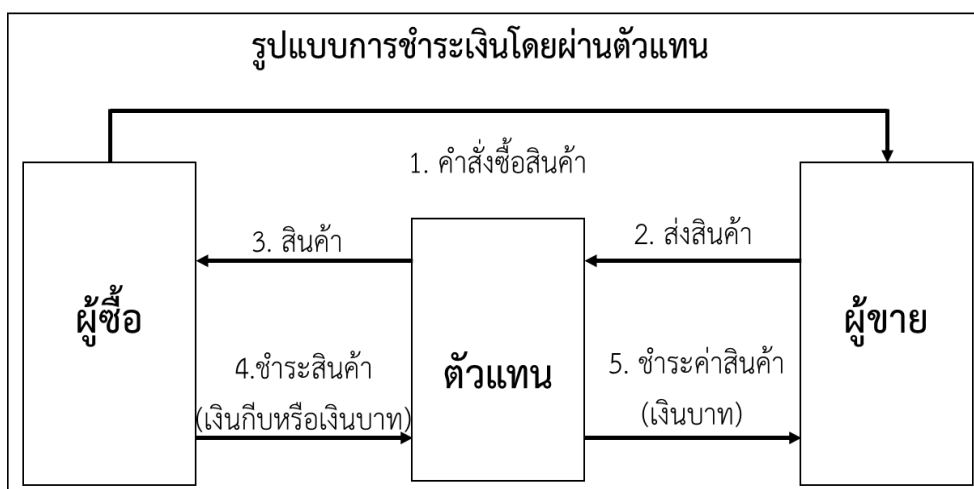 รูปแบบการชำระเงินโดยผ่านตัวแทน
1. คำสั่งซื้อสินค้า
3. สินค้า
2. ส่งสินค้า
ผู้ซื้อ
ตัวแทน
ผู้ขาย
4.ชำระสินค้า
(เงินกีบหรือเงินบาท)
5. ชำระค่าสินค้า
(เงินบาท)